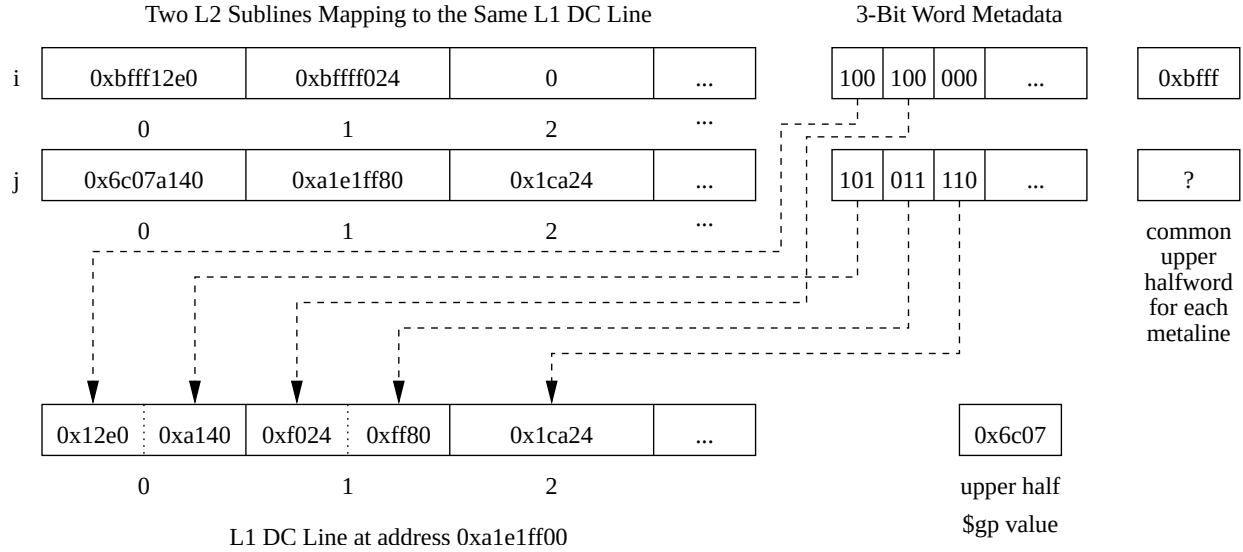 Two L2 Sublines Mapping to the Same L1 DC Line 3-Bit Word Metadata
i 0xbfff12e0 0xbffff024 0 ... 100 100 000 ... 0xbfff
0 1 2 ...
j 0x6c07a140 0xa1e1ff80 0x1ca24 ... 101 011 110 ... ?
0 1 2 ...
common
upper
halfword
for each
metaline
0x12e0 0xa140 0xf024 0xff80 0x1ca24 ... 0x6c07
0 1 2 upper half
$gp value
L1 DC Line at address 0xa1e1ff00